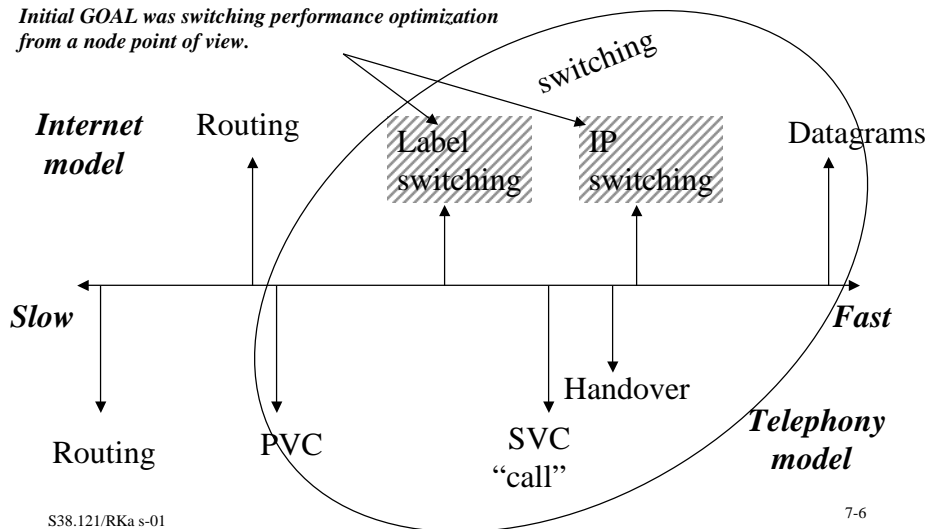 Initial GOAL was switching performance optimization
from a node point of view.
switching
Internet
model
Routing
Label
switching
IP
switching
Datagrams
Slow
Fast
Routing
PVC
SVC
“call”
Handover
Telephony
model
S38.121/RKa s-01
7-6